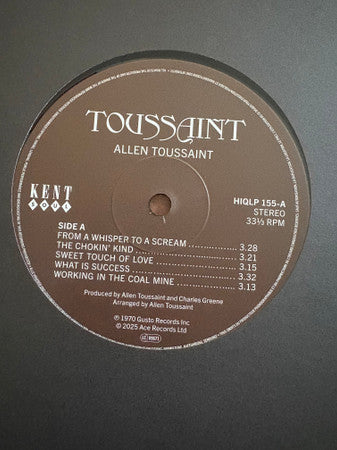 TOUSSAINT
ALLEN TOUSSAINT
KENT
SOUL
HIQLP 155-A
STEREO
33⅓ RPM
SIDE A
FROM A WHISPER TO A SCREAM 3.28
THE CHOKIN' KIND 3.21
SWEET TOUCH OF LOVE 3.15
WHAT IS SUCCESS 3.32
WORKING IN THE COAL MINE 3.13
Produced by Allen Toussaint and Charles Greene
Arranged by Allen Toussaint
℗ 1970 Gusto Records Inc
© 2025 Ace Records Ltd